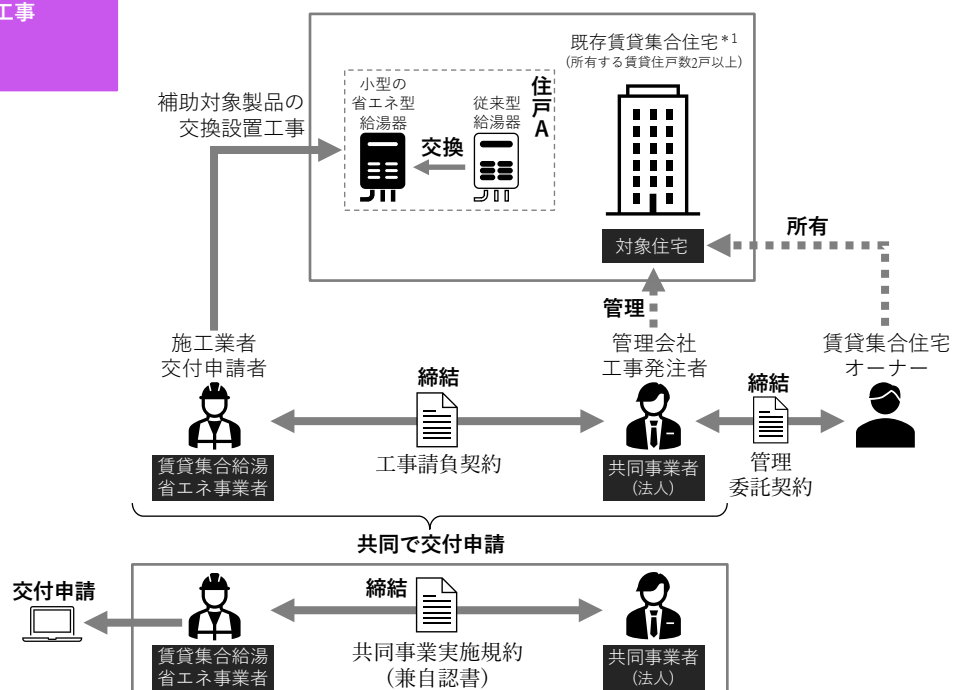 工事
既存賃貸集合住宅*1
(所有する賃貸住戸数2戸以上)
小型の
省エネ型
給湯器
従来型
給湯器
住戸A
交換
補助対象製品の
交換設置工事
対象住宅
所有
管理
施工業者
交付申請者
管理会社
工事発注者
賃貸集合住宅
オーナー
締結
締結
賃貸集合給湯
省エネ事業者
工事請負契約
共同事業者
(法人)
管理
委託契約
共同で交付申請
交付申請
締結
賃貸集合給湯
省エネ事業者
共同事業実施規約
(兼自認書)
共同事業者
(法人)